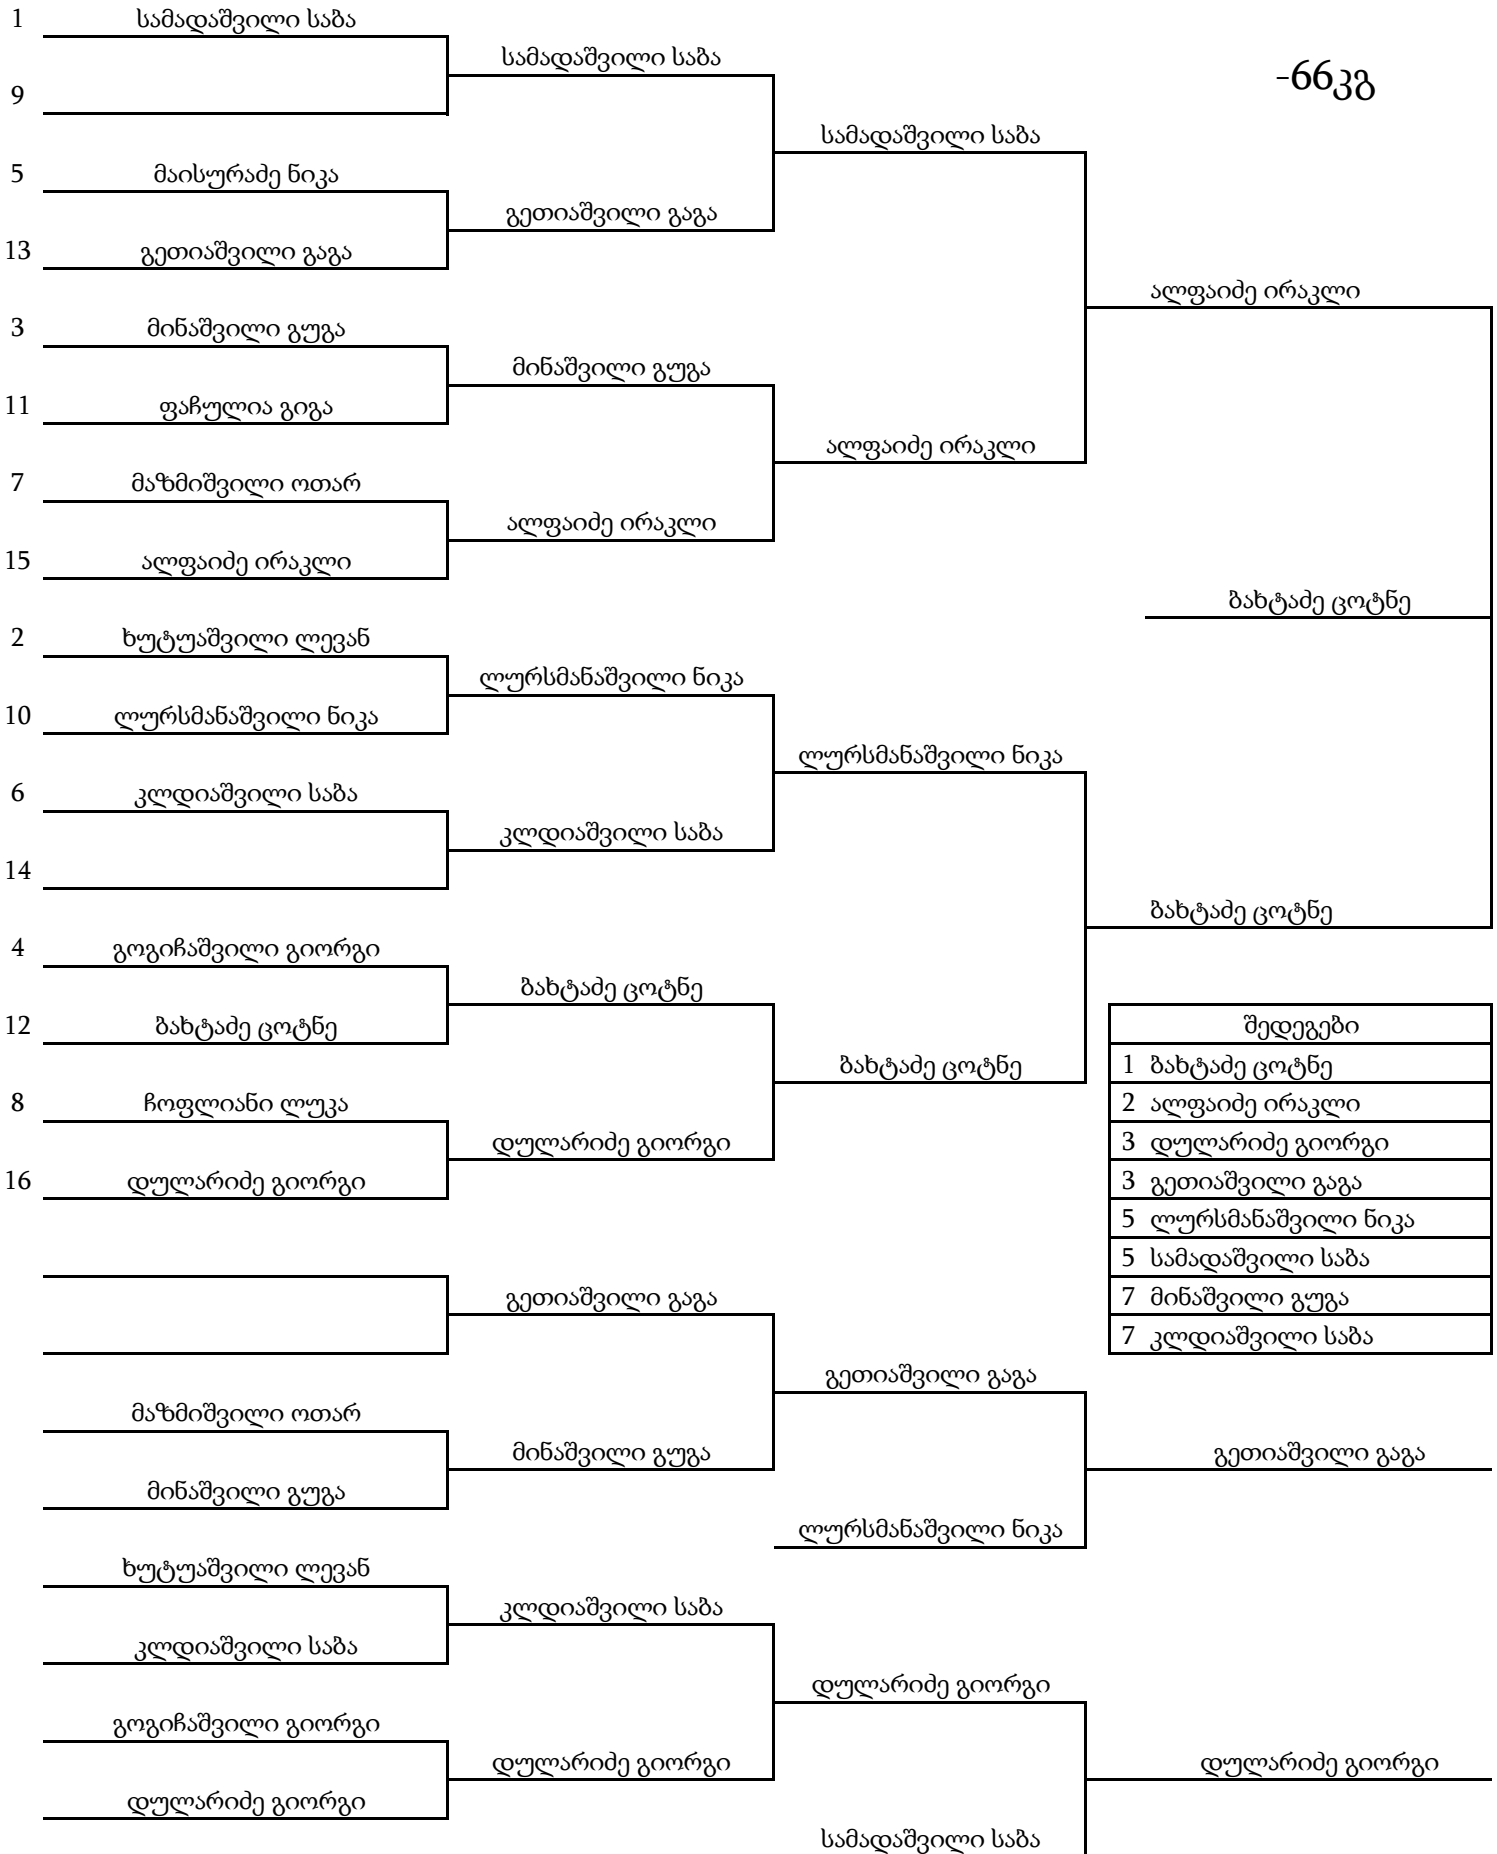 1 სამადაშვილი საბა
სამადაშვილი საბა
-66კგ
9
სამადაშვილი საბა
5 მაისურაძე ნიკა
გეთიაშვილი გაგა
13 გეთიაშვილი გაგა
ალფაიძე ირაკლი
3 მინაშვილი გუგა
მინაშვილი გუგა
11 ფაჩულია გიგა
ალფაიძე ირაკლი
7 მაზმიშვილი ოთარ
ალფაიძე ირაკლი
15 ალფაიძე ირაკლი
ბახტაძე ცოტნე
2 ხუტუაშვილი ლევან
ლურსმანაშვილი ნიკა
10 ლურსმანაშვილი ნიკა
ლურსმანაშვილი ნიკა
6 კლდიაშვილი საბა
კლდიაშვილი საბა
14
ბახტაძე ცოტნე
4 გოგიჩაშვილი გიორგი
ბახტაძე ცოტნე
12 ბახტაძე ცოტნე
შედეგები
ბახტაძე ცოტნე
1 ბახტაძე ცოტნე
8 ჩოფლიანი ლუკა
2 ალფაიძე ირაკლი
დულარიძე გიორგი
3 დულარიძე გიორგი
16 დულარიძე გიორგი
3 გეთიაშვილი გაგა
5 ლურსმანაშვილი ნიკა
5 სამადაშვილი საბა
გეთიაშვილი გაგა
7 მინაშვილი გუგა
7 კლდიაშვილი საბა
გეთიაშვილი გაგა
მაზმიშვილი ოთარ
მინაშვილი გუგა
გეთიაშვილი გაგა
მინაშვილი გუგა
ლურსმანაშვილი ნიკა
ხუტუაშვილი ლევან
კლდიაშვილი საბა
კლდიაშვილი საბა
დულარიძე გიორგი
გოგიჩაშვილი გიორგი
დულარიძე გიორგი
დულარიძე გიორგი
დულარიძე გიორგი
სამადაშვილი საბა